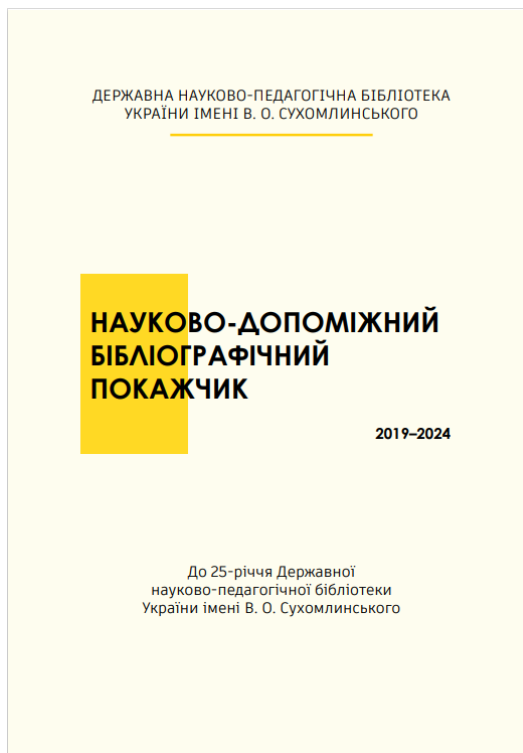 ДЕРЖАВНА НАУКОВО-ПЕДАГОГІЧНА БІБЛІОТЕКА
УКРАЇНИ ІМЕНІ В. О. СУХОМЛИНСЬКОГО
НАУКОВО-ДОПОМІЖНИЙ
БІБЛІОГРАФІЧНИЙ
ПОКАЖЧИК
2019–2024
До 25-річчя Державної
науково-педагогічної бібліотеки
України імені В. О. Сухомлинського